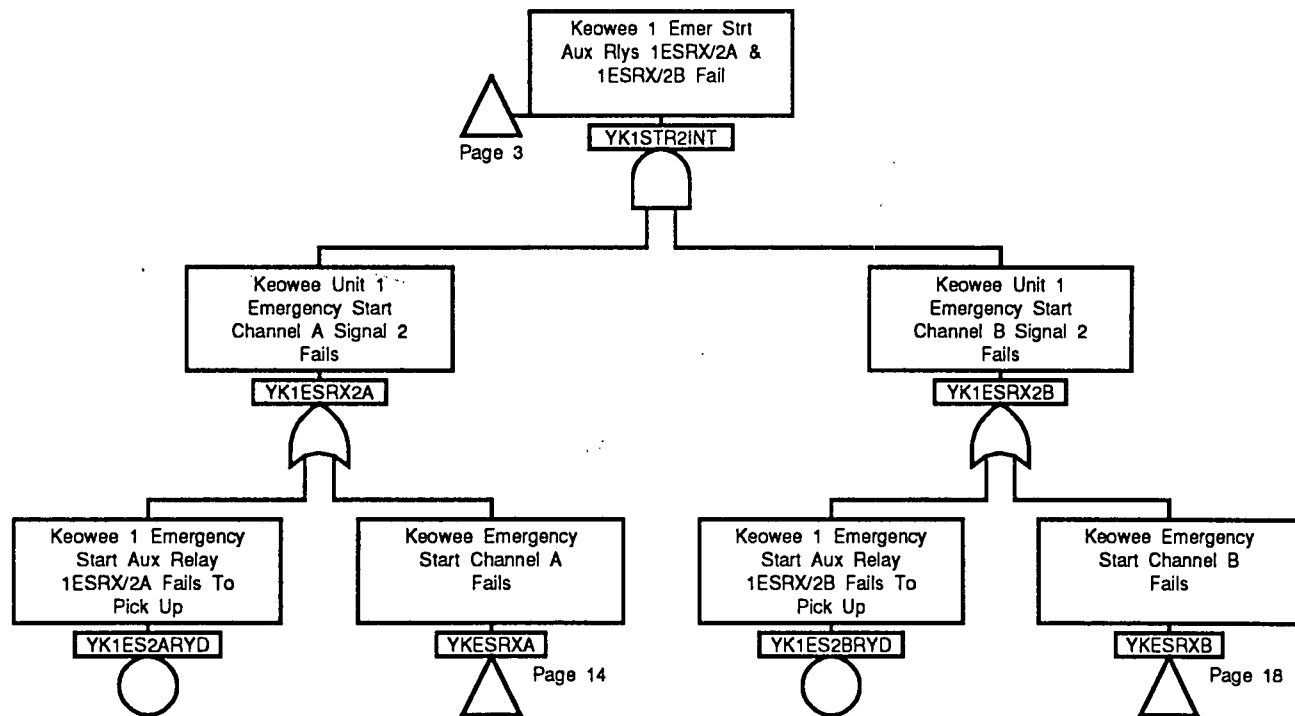 Keowee 1 Emer Strt
Aux Rlys 1ESRX/2A &
1ESRX/2B Fail
Page 3
YK1STR2INT
Keowee Unit 1
Emergency Start
Channel A Signal 2
Fails
YK1ESRX2A
Keowee Unit 1
Emergency Start
Channel B Signal 2
Fails
YK1ESRX2B
Keowee 1 Emergency
Start Aux Relay
1ESRX/2A Fails To
Pick Up
YK1ES2ARYD
Keowee Emergency
Start Channel A
Fails
YKESRXA
Page 14
Keowee 1 Emergency
Start Aux Relay
1ESRX/2B Fails To
Pick Up
YK1ES2BRYD
Keowee Emergency
Start Channel B
Fails
YKESRXB
Page 18